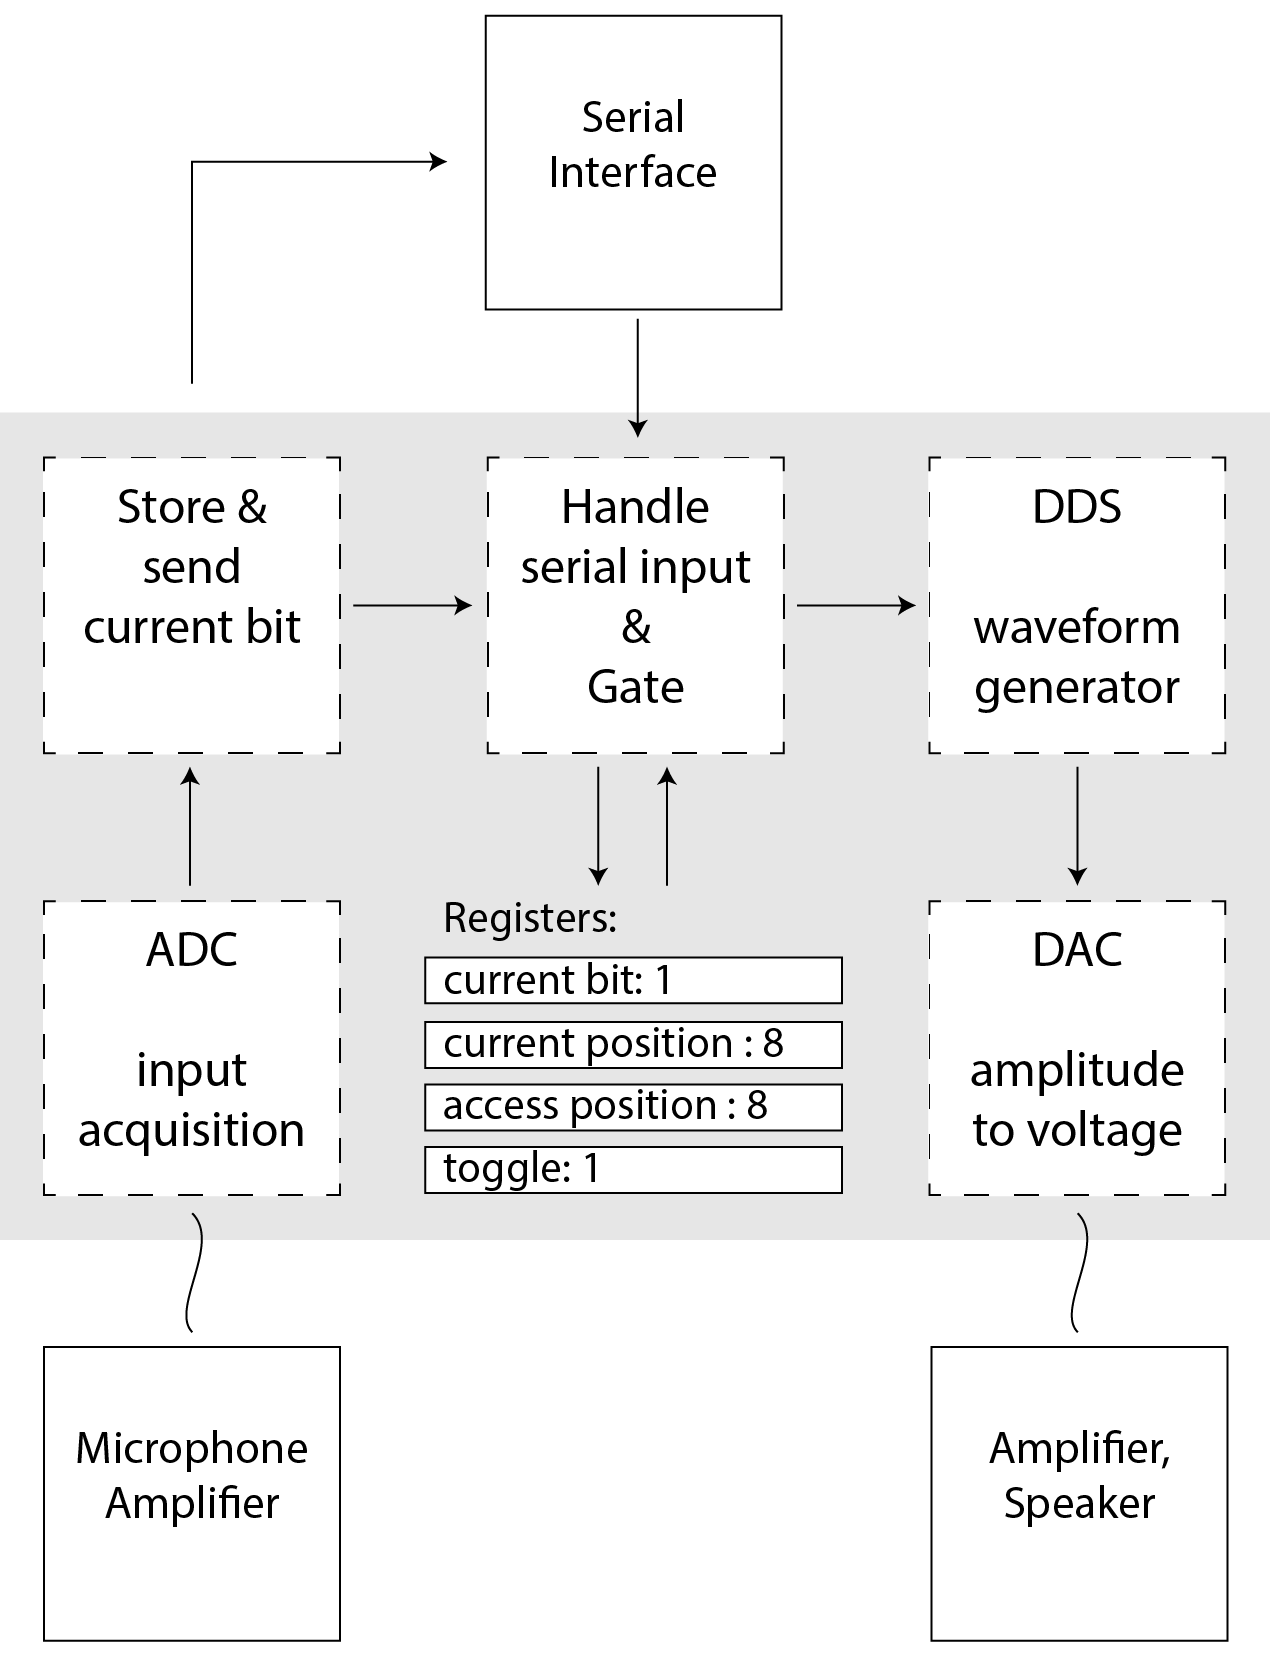 Serial
Interface
Store &
send
current bit
Handle
serial input
&
Gate
DDS
waveform
generator
ADC
input
acquisition
Registers:
current bit: 1
current position : 8
access position : 8
toggle: 1
DAC
amplitude
to voltage
Microphone
Amplifier
Amplifier,
Speaker